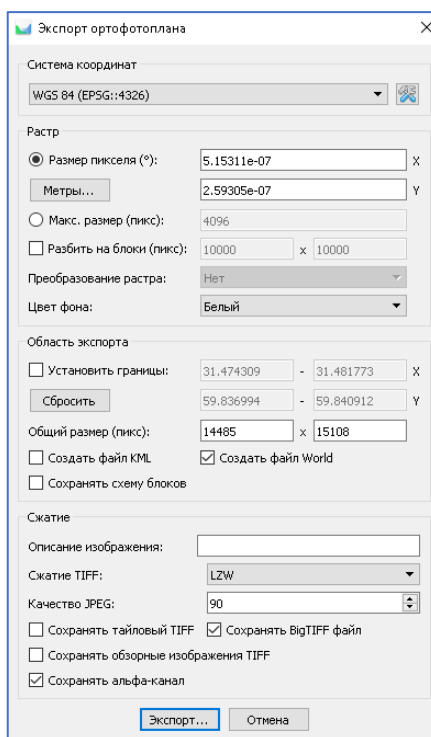 Экспорт ортофотоплана
Система координат
WGS 84 (EPSG::4326)
Растр
Размер пикселя (°): 5.15311e-07 X
Метры... 2.59305e-07 Y
Макс. размер (пикс): 4096
Разбить на блоки (пикс): 10000 x 10000
Преобразование растра: Нет
Цвет фона: Белый
Область экспорта
Установить границы: 31.474309 - 31.481773 X
Сбросить 59.836994 - 59.840912 Y
Общий размер (пикс): 14485 x 15108
Создать файл KML Создать файл World
Сохранять схему блоков
Сжатие
Описание изображения:
Сжатие TIFF: LZW
Качество JPEG: 90
Сохранять тайловый TIFF Сохранять BigTIFF файл
Сохранять обзорные изображения TIFF
Сохранять альфа-канал
Экспорт... Отмена